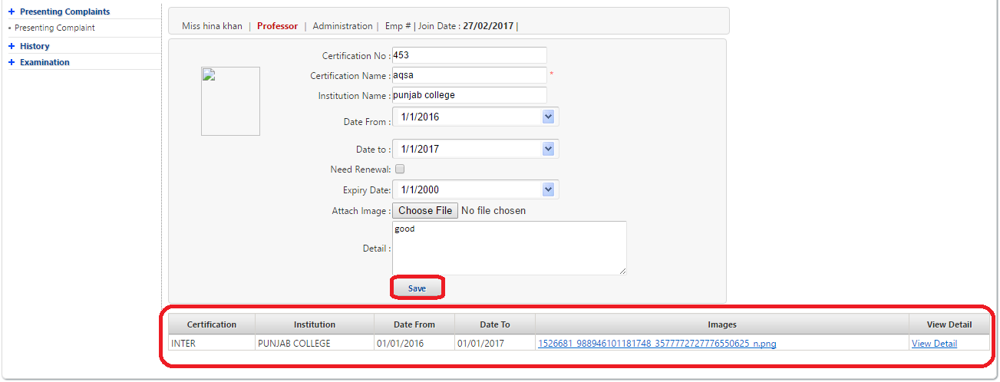 Presenting Complaints
Presenting Complaint
History
Examination
Miss hina khan | Professor | Administration | Emp # | Join Date : 27/02/2017 |
Certification No : 453
Certification Name : aqsa *
Institution Name : punjab college
Date From : 1/1/2016
Date to : 1/1/2017
Need Renewal:
Expiry Date: 1/1/2000
Attach Image : Choose File No file chosen
Detail : good
Save
Certification Institution Date From Date To Images View Detail
INTER PUNJAB COLLEGE 01/01/2016 01/01/2017 1526681_988946101181748_3577772727776550625_n.png View Detail